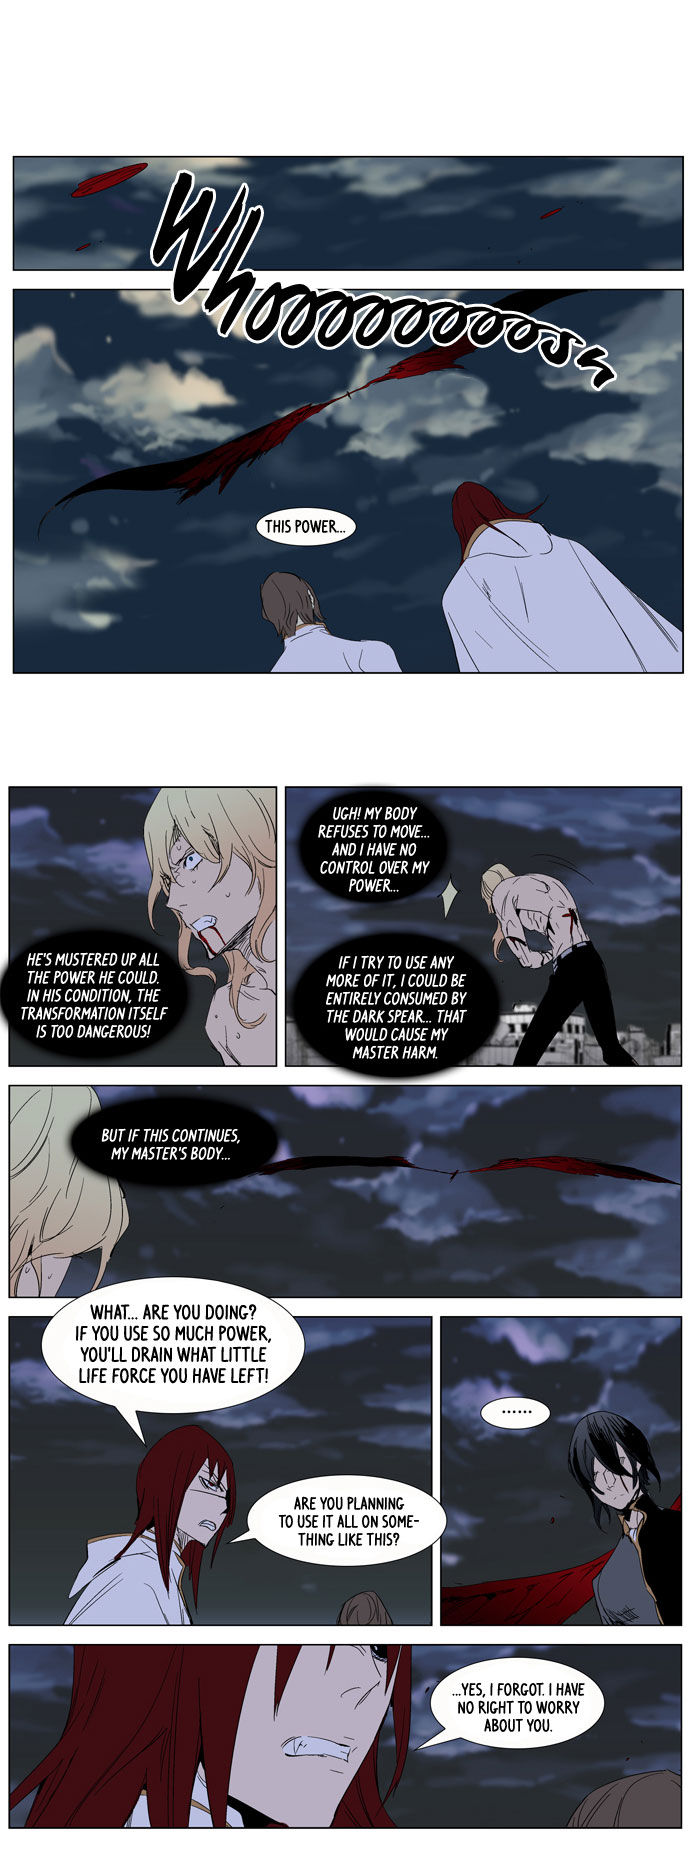 Whooooooooosh
THIS POWER...
HE'S MUSTERED UP ALL
THE POWER HE COULD.
IN HIS CONDITION, THE
TRANSFORMATION ITSELF
IS TOO DANGEROUS!
UGH! MY BODY
REFUSES TO MOVE...
AND I HAVE NO
CONTROL OVER MY
POWER...
IF I TRY TO USE ANY
MORE OF IT, I COULD BE
ENTIRELY CONSUMED BY
THE DARK SPEAR... THAT
WOULD CAUSE MY
MASTER HARM.
BUT IF THIS CONTINUES,
MY MASTER'S BODY...
WHAT... ARE YOU DOING?
IF YOU USE SO MUCH POWER,
YOU'LL DRAIN WHAT LITTLE
LIFE FORCE YOU HAVE LEFT!
ARE YOU PLANNING
TO USE IT ALL ON SOME-
THING LIKE THIS?
......
...YES, I FORGOT. I HAVE
NO RIGHT TO WORRY
ABOUT YOU.